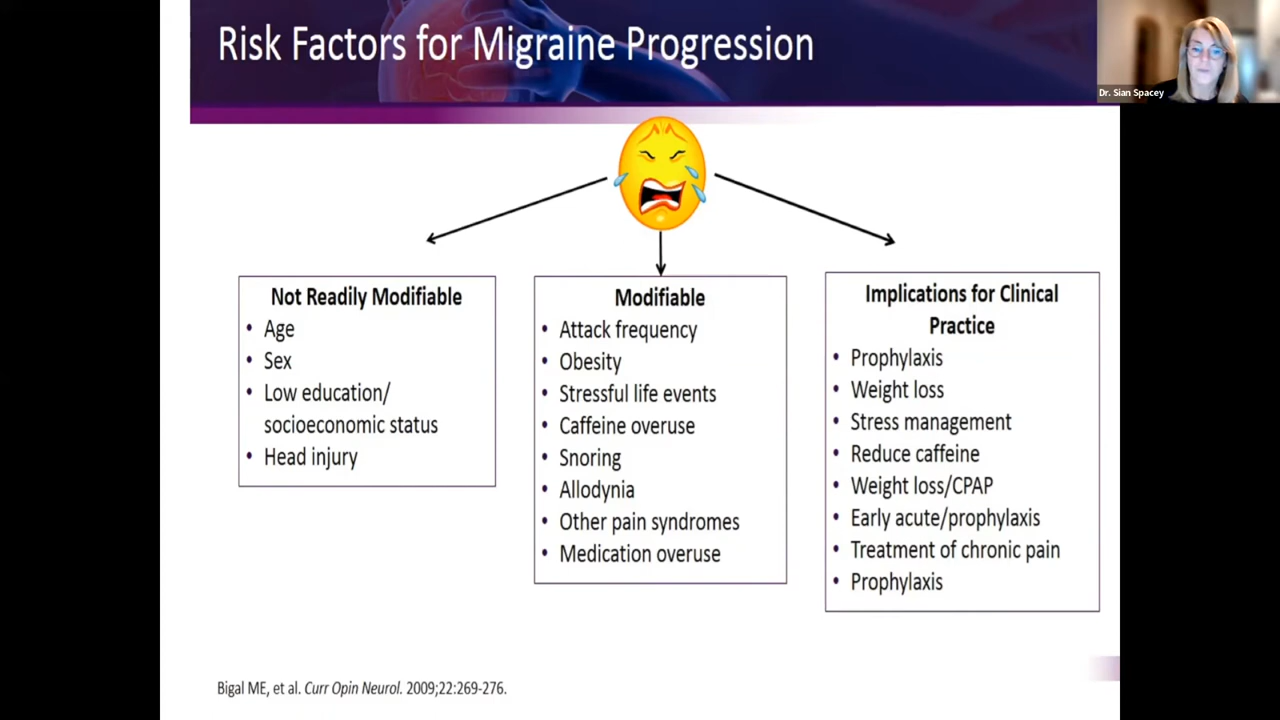 Risk Factors for Migraine Progression
Dr. Sian Spacey
Not Readily Modifiable
• Age
• Sex
• Low education/
socioeconomic status
• Head injury
Modifiable
• Attack frequency
• Obesity
• Stressful life events
• Caffeine overuse
• Snoring
• Allodynia
• Other pain syndromes
• Medication overuse
Implications for Clinical
Practice
• Prophylaxis
• Weight loss
• Stress management
• Reduce caffeine
• Weight loss/CPAP
• Early acute/prophylaxis
• Treatment of chronic pain
• Prophylaxis
Bigal ME, et al. Curr Opin Neurol. 2009;22:269-276.